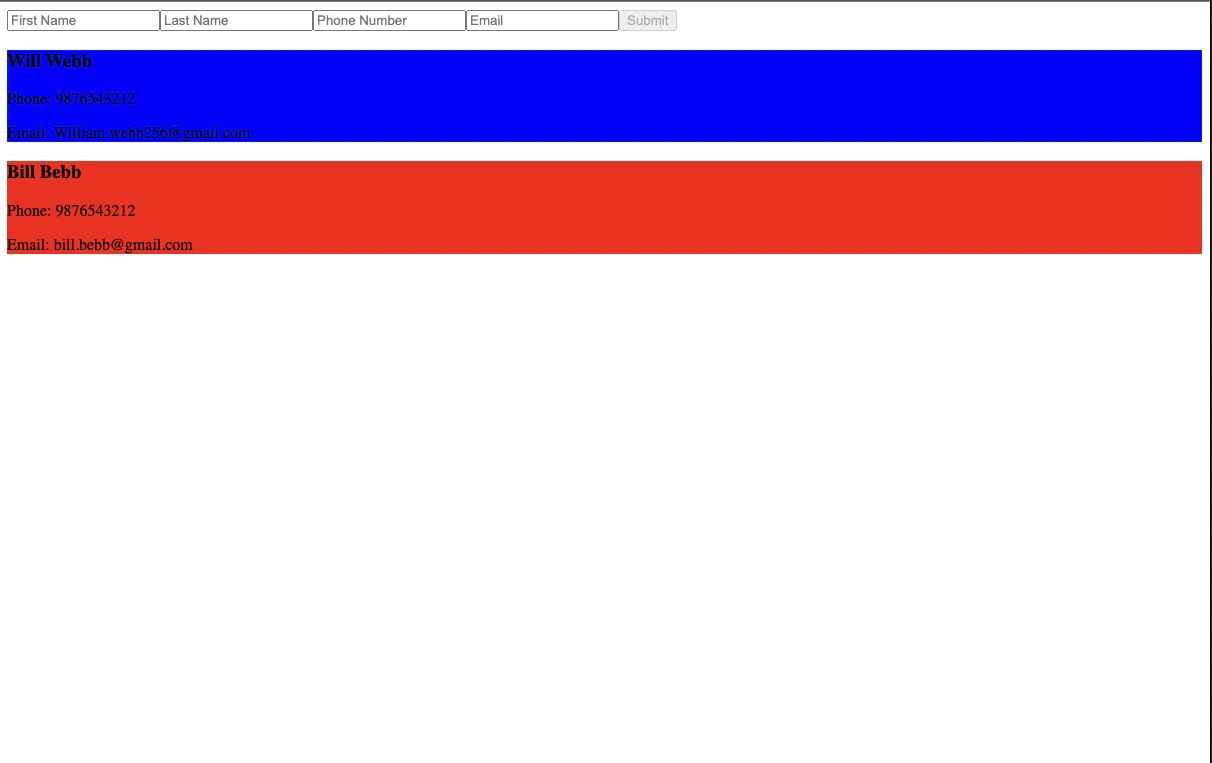 First Name Last Name Phone Number Email Submit
Will Webb
Phone: 9876543212
Email: William.webb256@gmail.com
Bill Bebb
Phone: 9876543212
Email: bill.bebb@gmail.com